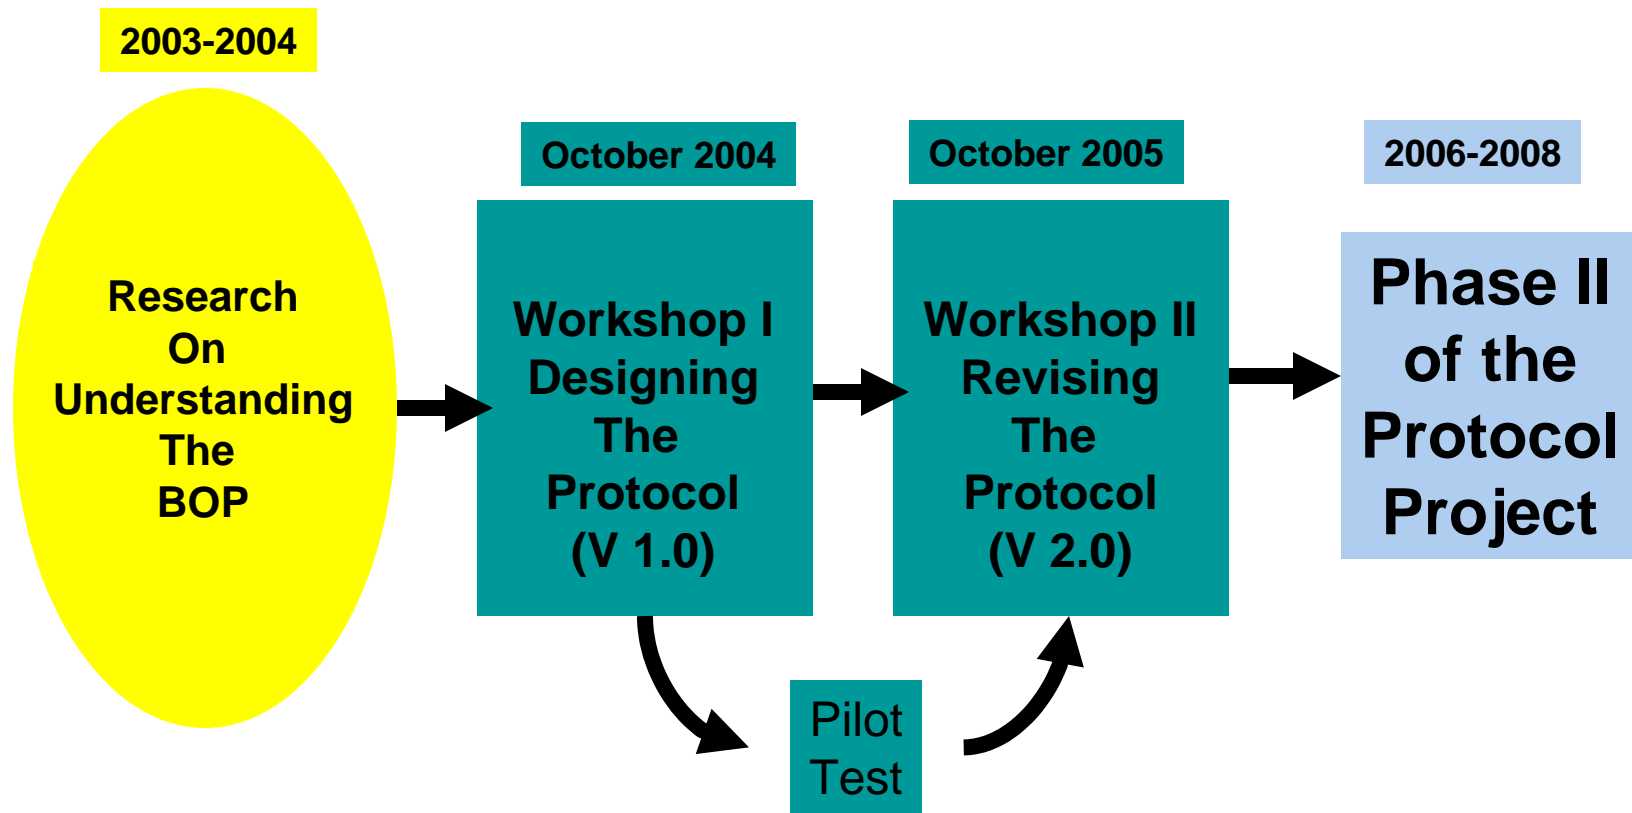 2003-2004
Research
On
Understanding
The
BOP
October 2004
Workshop I
Designing
The
Protocol
(V 1.0)
October 2005
Workshop II
Revising
The
Protocol
(V 2.0)
2006-2008
Phase II
of the
Protocol
Project
Pilot
Test